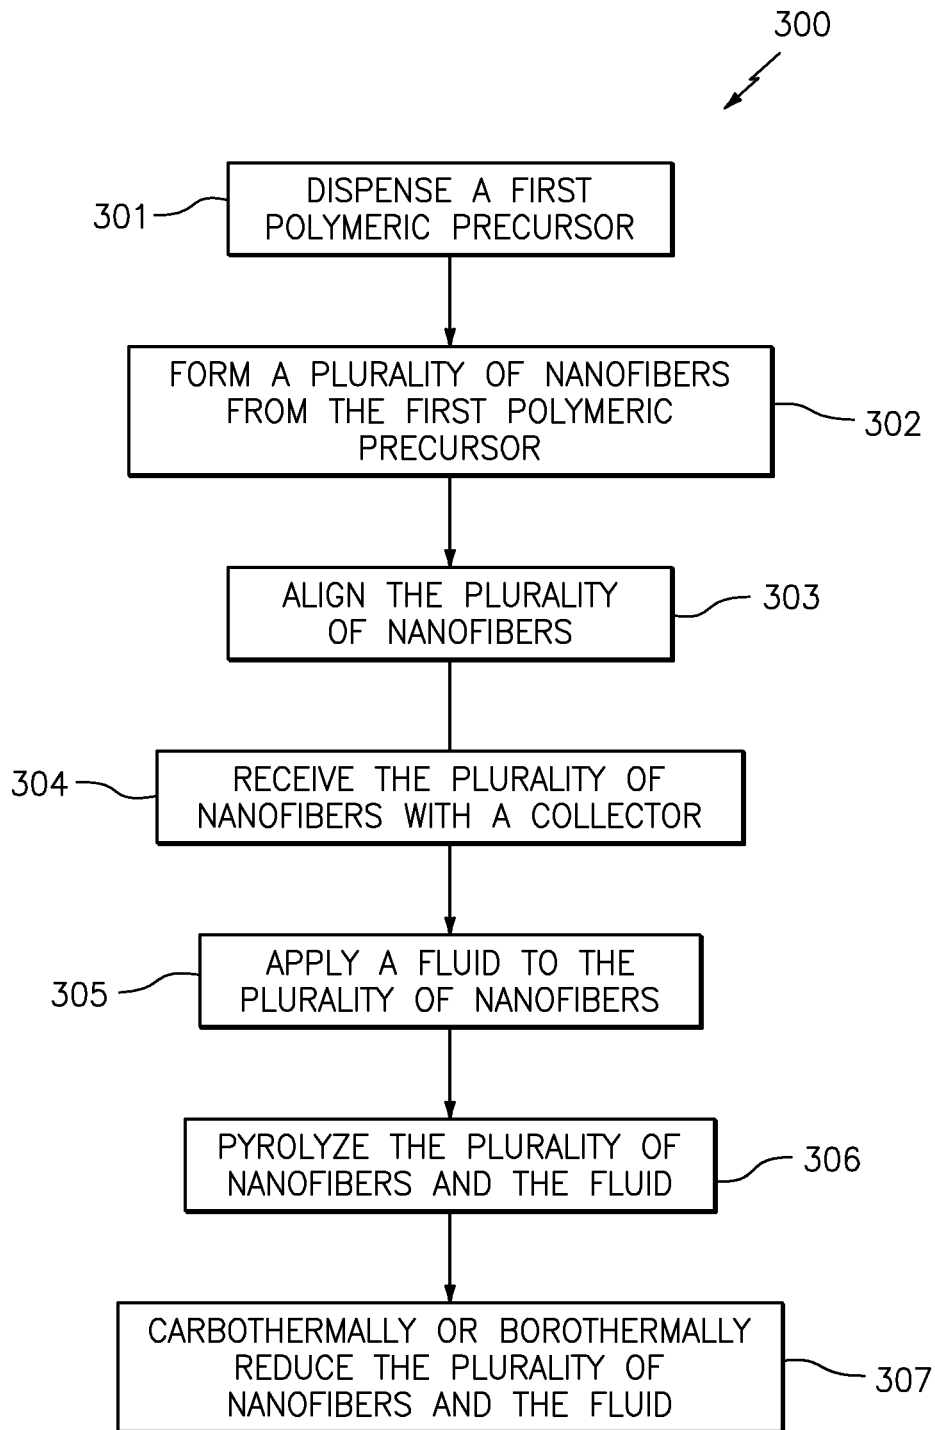 300
301
DISPENSE A FIRST
POLYMERIC PRECURSOR
FORM A PLURALITY OF NANOFIBERS
FROM THE FIRST POLYMERIC
PRECURSOR
302
ALIGN THE PLURALITY
OF NANOFIBERS
303
304
RECEIVE THE PLURALITY OF
NANOFIBERS WITH A COLLECTOR
305
APPLY A FLUID TO THE
PLURALITY OF NANOFIBERS
PYROLYZE THE PLURALITY OF
NANOFIBERS AND THE FLUID
306
CARBOTHERMALLY OR BOROTHERMALLY
REDUCE THE PLURALITY OF
NANOFIBERS AND THE FLUID
307